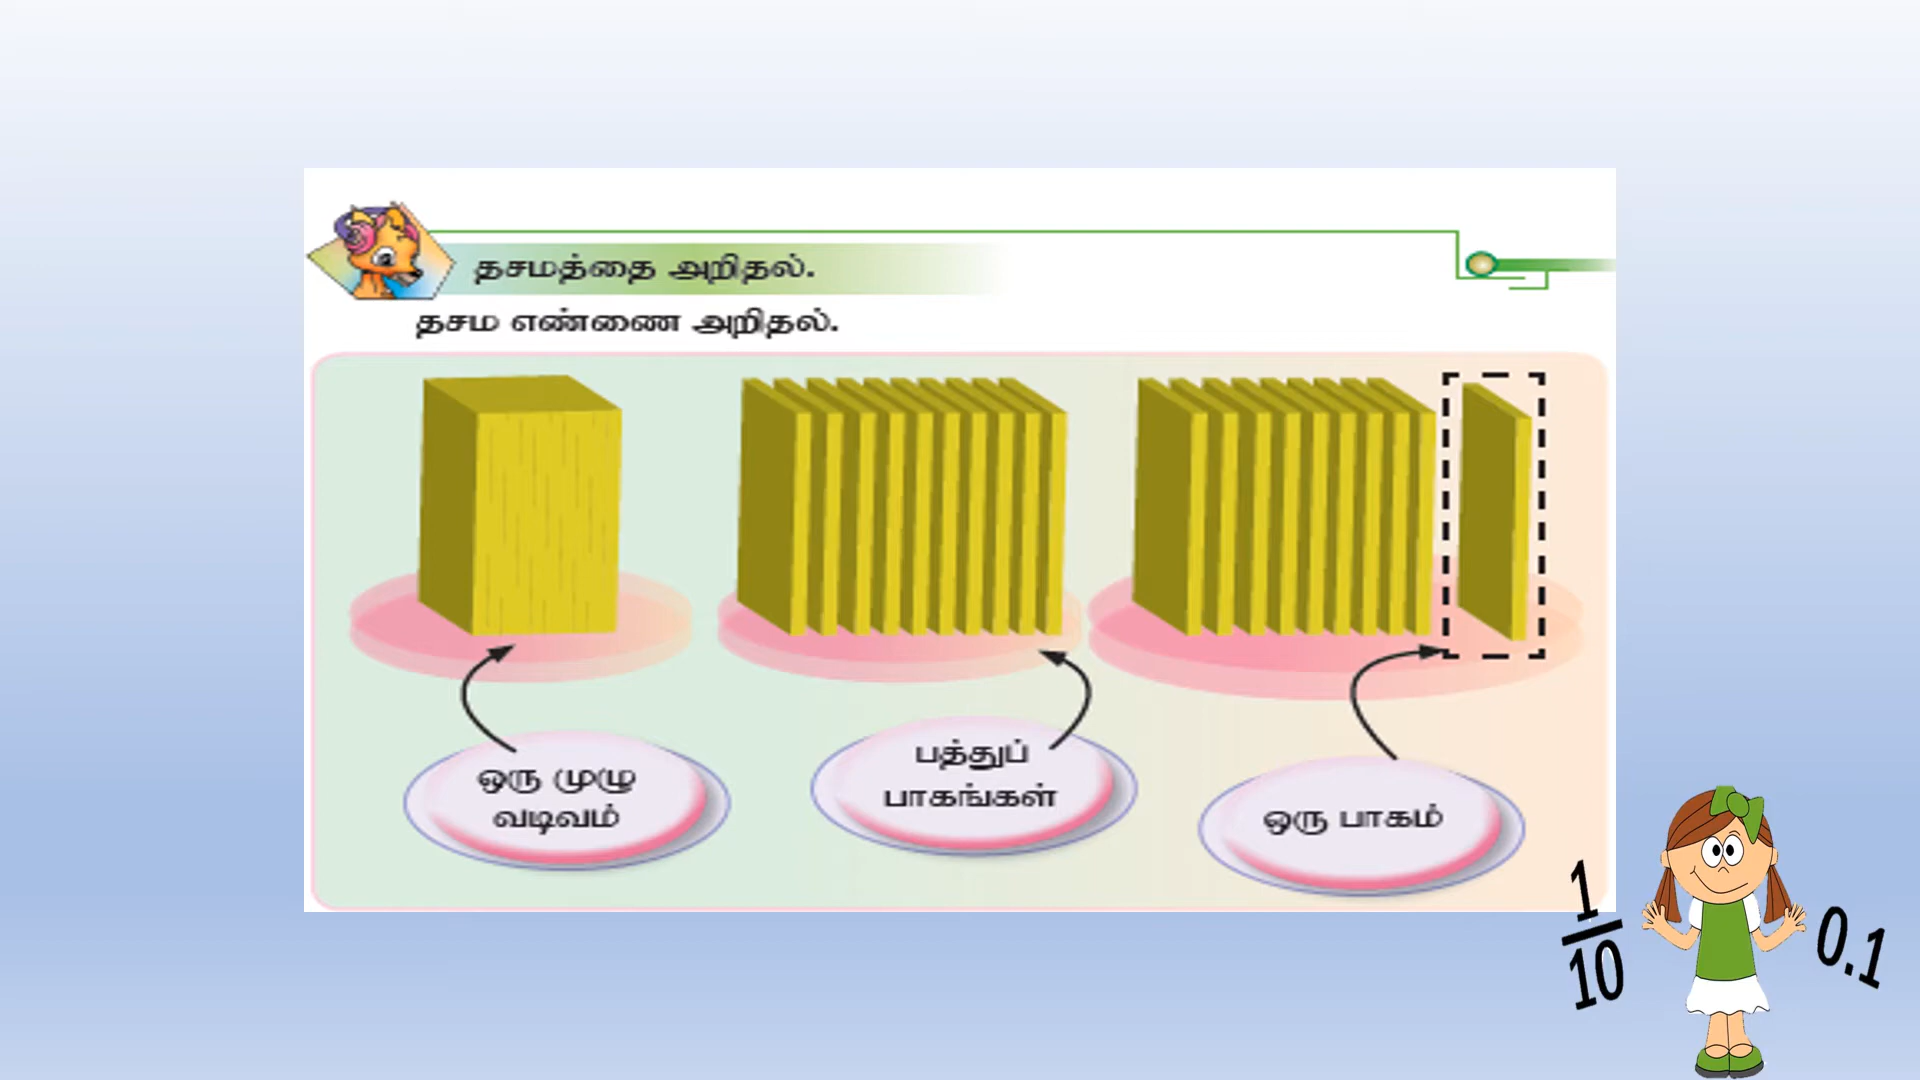 தசமத்தை அறிதல்.
தசம எண்ணை அறிதல்.
ஒரு முழு
வடிவம்
பத்துப்
பாகங்கள்
ஒரு பாகம்
1
10
0.1